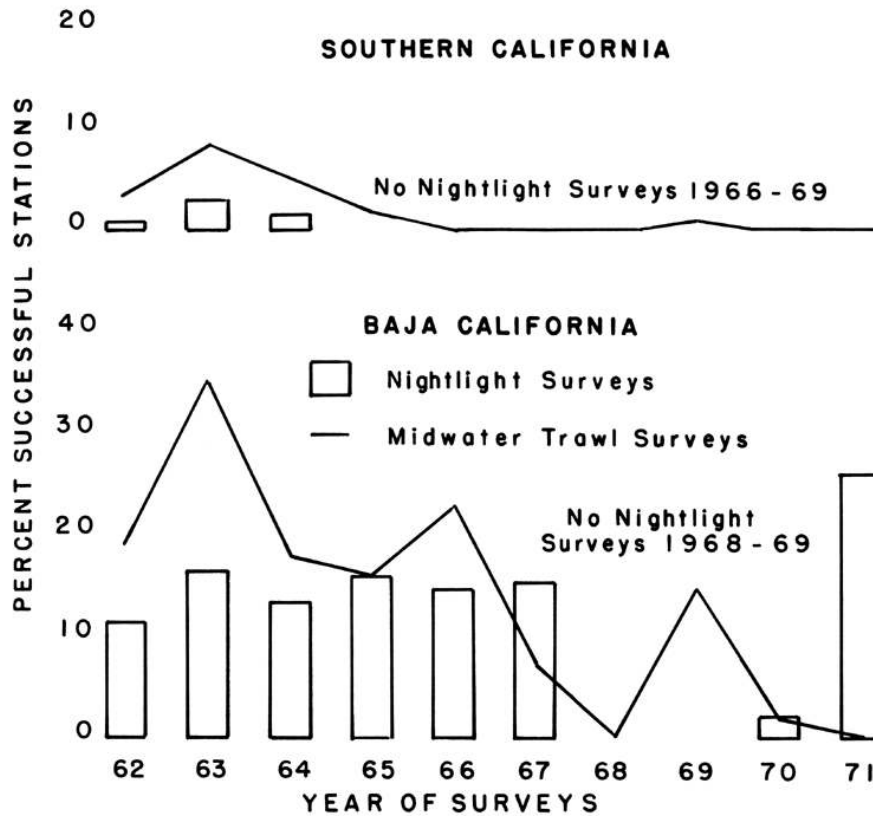 20
SOUTHERN CALIFORNIA
10
No Nightlight Surveys 1966-69
0
PERCENT SUCCESSFUL STATIONS
40
BAJA CALIFORNIA
Nightlight Surveys
30
Midwater Trawl Surveys
20
No Nightlight
Surveys 1968-69
10
0
62 63 64 65 66 67 68 69 70 71
YEAR OF SURVEYS